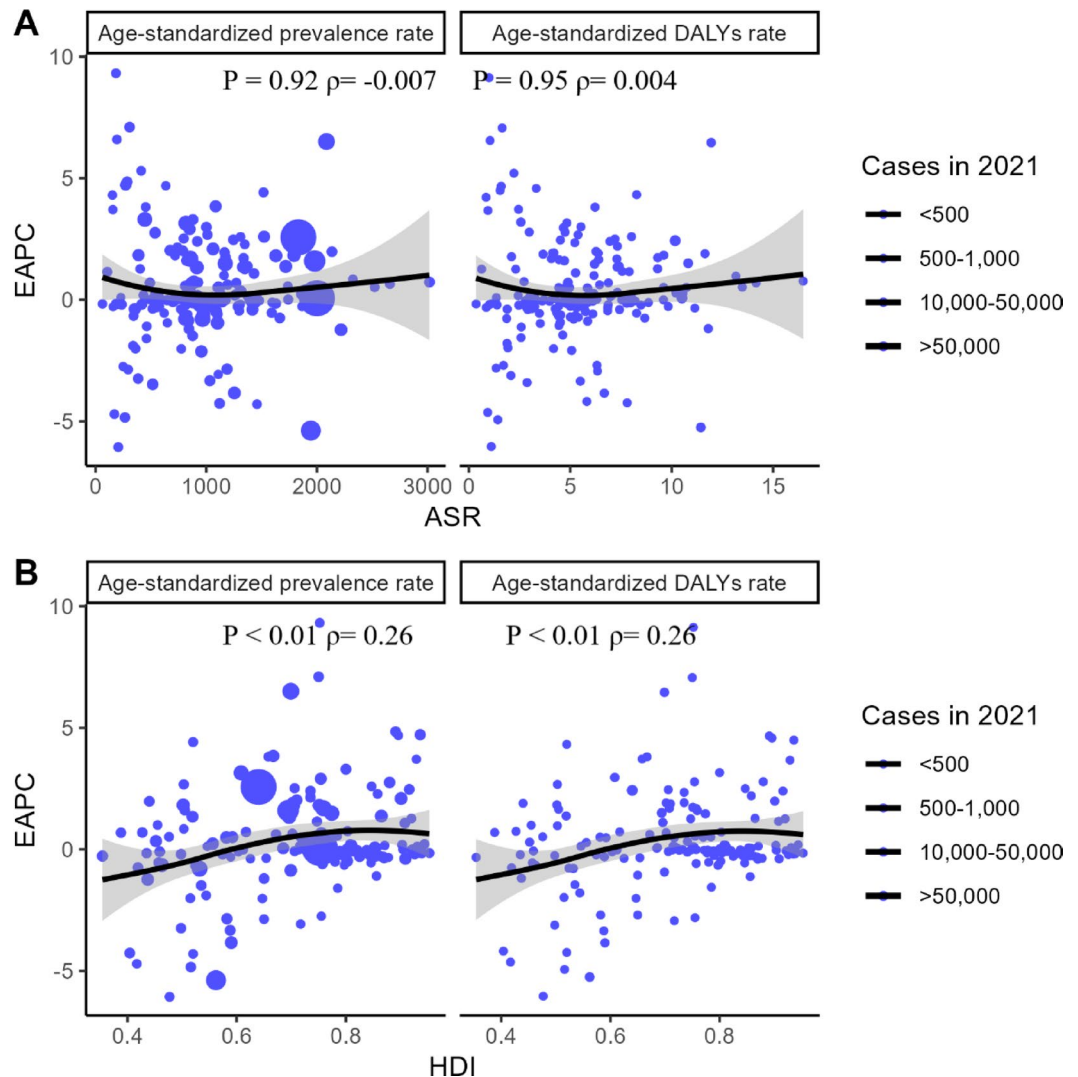 A
Age-standardized prevalence rate
Age-standardized DALYs rate
P = 0.92 ρ= -0.007
P = 0.95 ρ= 0.004
EAPC
10
5
0
-5
0
1000
2000
3000
0
5
10
15
ASR
Cases in 2021
<500
500-1,000
10,000-50,000
>50,000
B
Age-standardized prevalence rate
Age-standardized DALYs rate
P < 0.01 ρ= 0.26
P < 0.01 ρ= 0.26
EAPC
10
5
0
-5
0.4
0.6
0.8
0.4
0.6
0.8
HDI
Cases in 2021
<500
500-1,000
10,000-50,000
>50,000